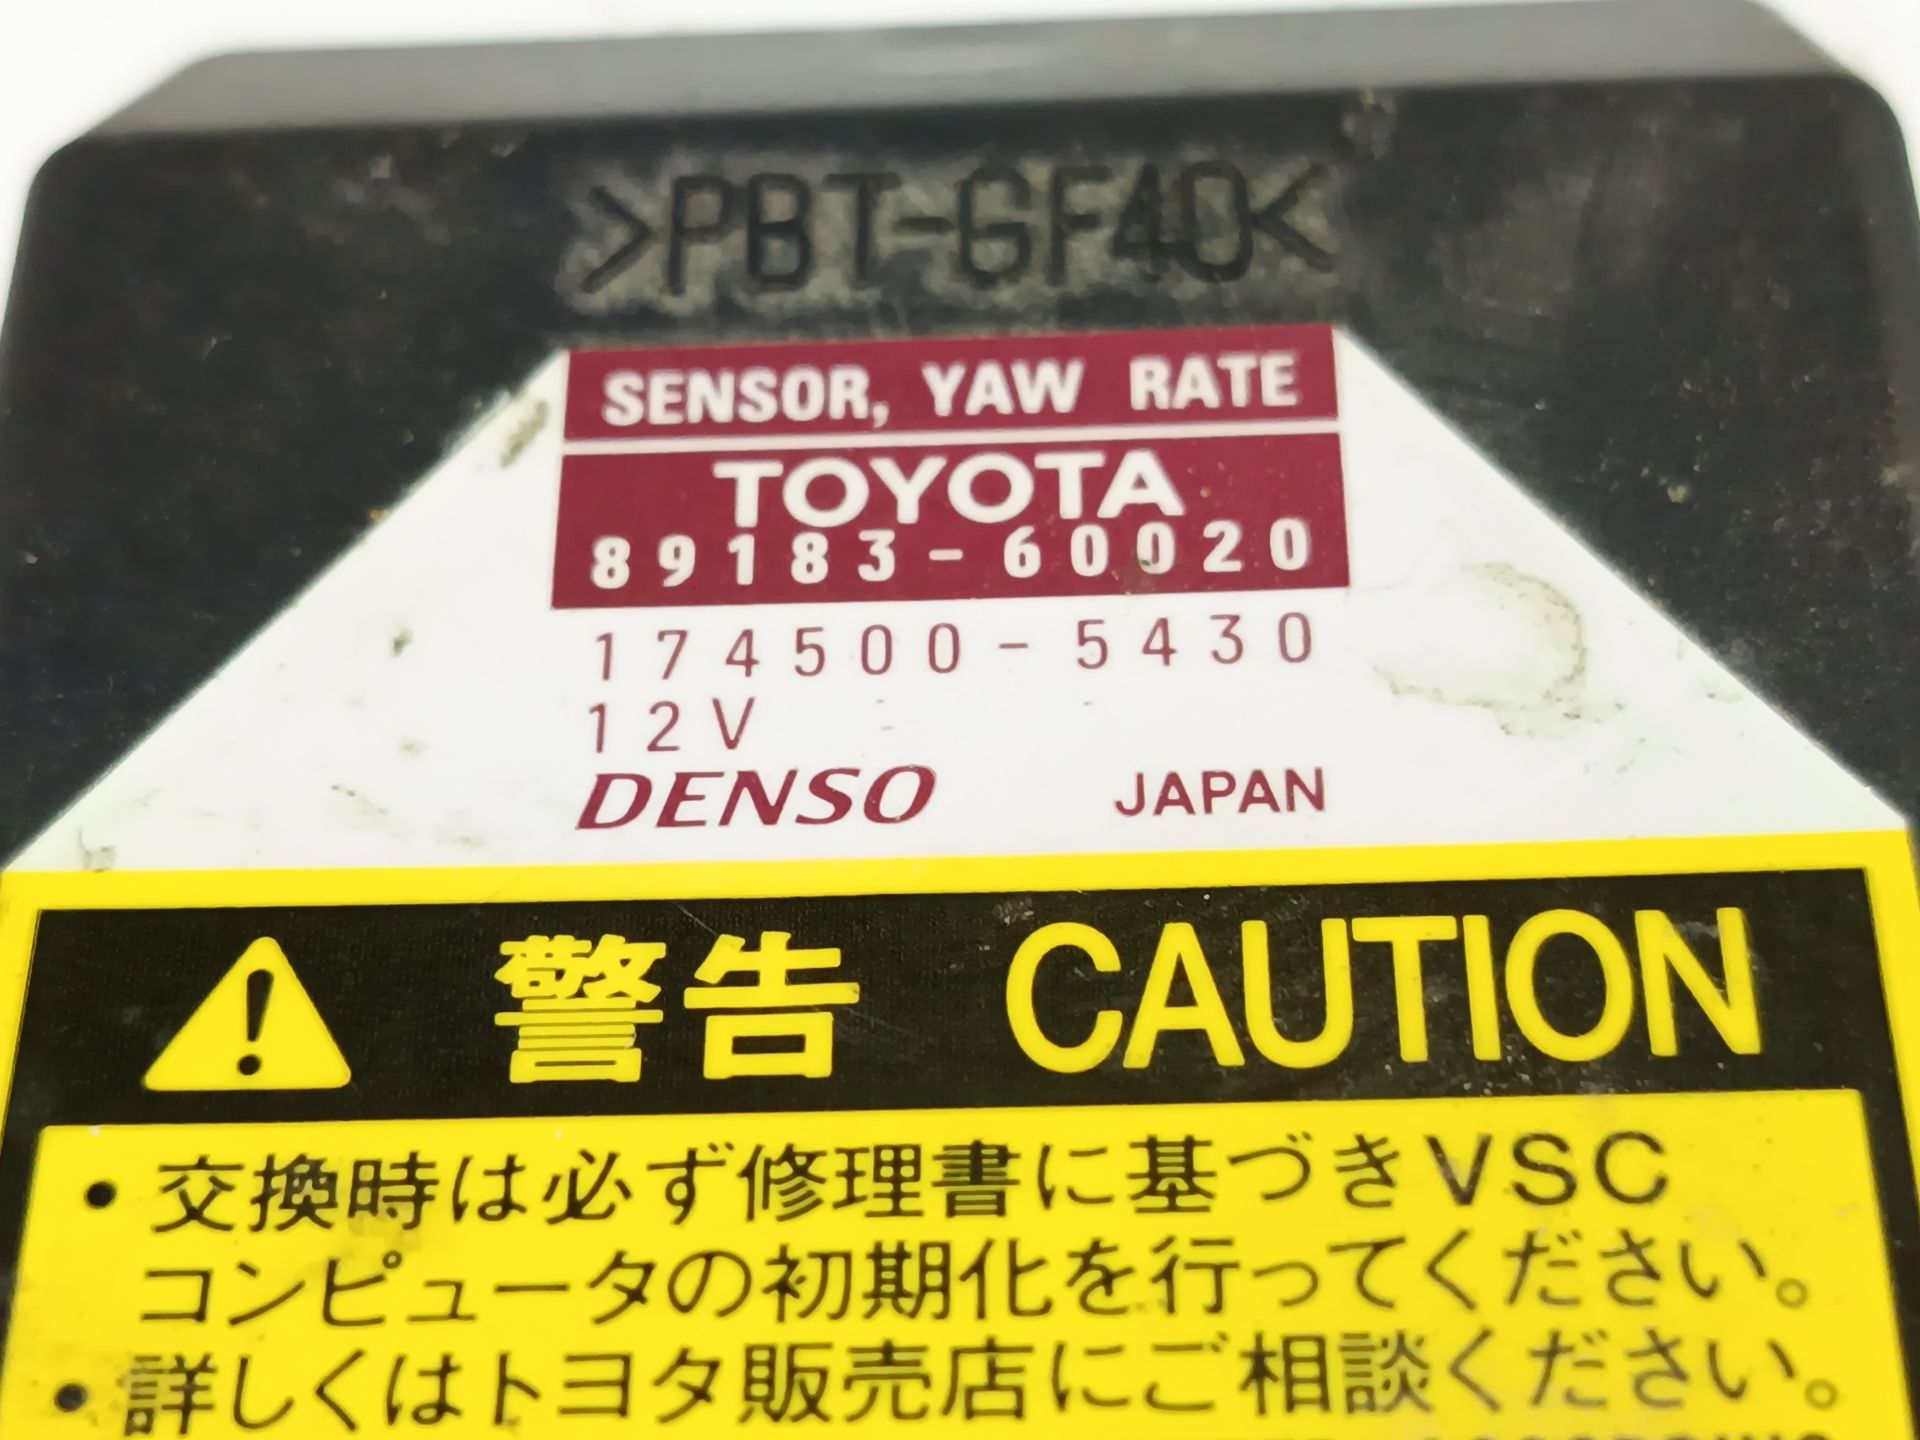 >PBT-GF40<
SENSOR, YAW RATE
TOYOTA
89183-60020
174500-5430
12V
DENSO JAPAN
警告 CAUTION
・交換時は必ず修理書に基づきVSC
コンピュータの初期化を行ってください。
・詳しくはトヨタ販売店にご相談ください。